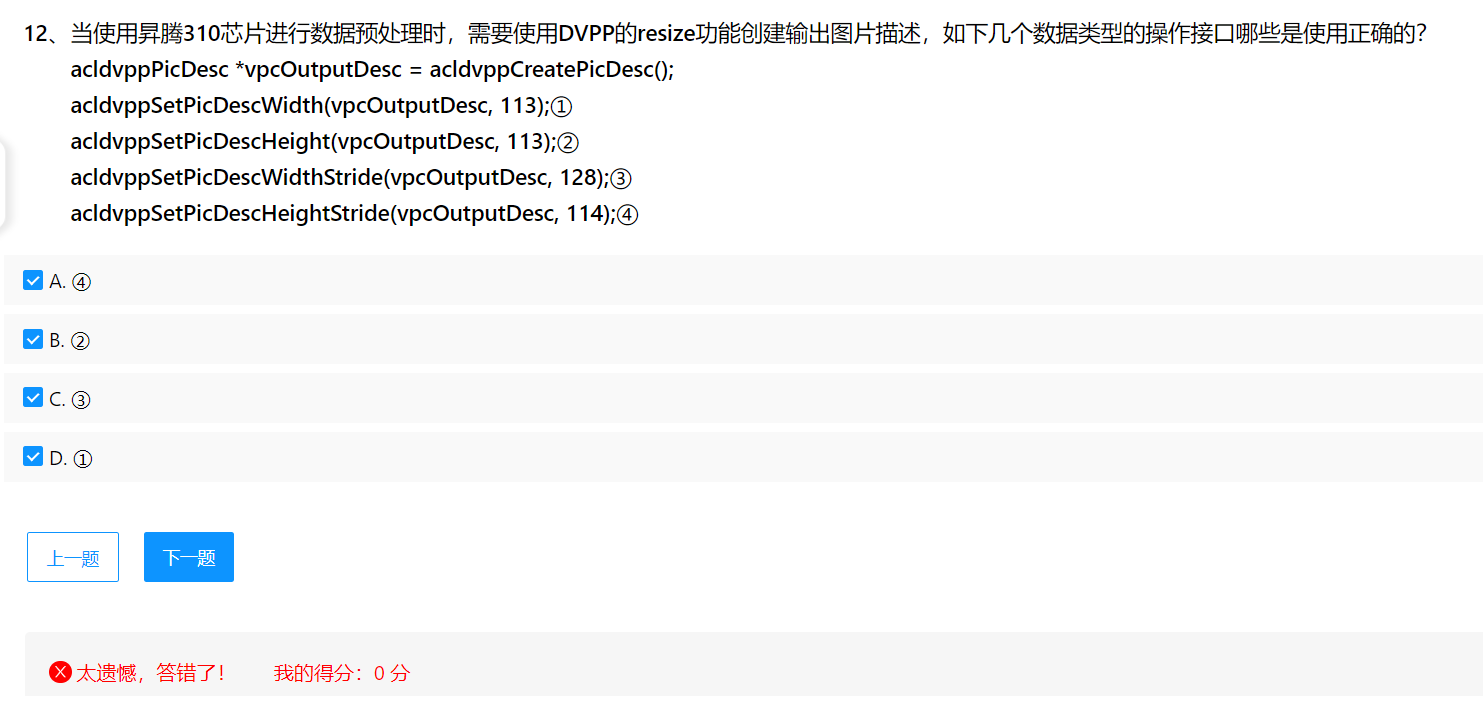 12、当使用昇腾310芯片进行数据预处理时，需要使用DVPP的resize功能创建输出图片描述，如下几个数据类型的操作接口哪些是使用正确的？
acldvppPicDesc *vpcOutputDesc = acldvppCreatePicDesc();
acldvppSetPicDescWidth(vpcOutputDesc, 113);①
acldvppSetPicDescHeight(vpcOutputDesc, 113);②
acldvppSetPicDescWidthStride(vpcOutputDesc, 128);③
acldvppSetPicDescHeightStride(vpcOutputDesc, 114);④
A. ④
B. ②
C. ③
D. ①
上一题 下一题
太遗憾，答错了！ 我的得分：0 分